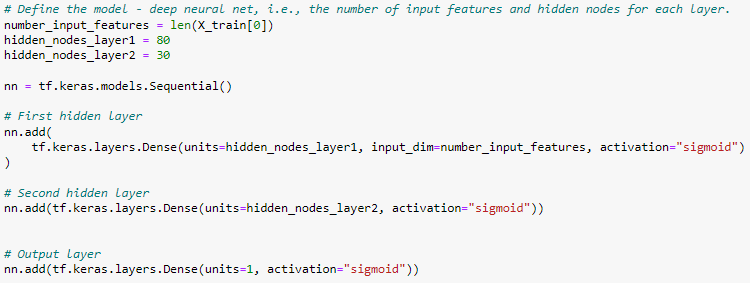 # Define the model - deep neural net, i.e., the number of input features and hidden nodes for each layer.
number_input_features = len(X_train[0])
hidden_nodes_layer1 = 80
hidden_nodes_layer2 = 30

nn = tf.keras.models.Sequential()

# First hidden layer
nn.add(
    tf.keras.layers.Dense(units=hidden_nodes_layer1, input_dim=number_input_features, activation="sigmoid")
)

# Second hidden layer
nn.add(tf.keras.layers.Dense(units=hidden_nodes_layer2, activation="sigmoid"))


# Output layer
nn.add(tf.keras.layers.Dense(units=1, activation="sigmoid"))